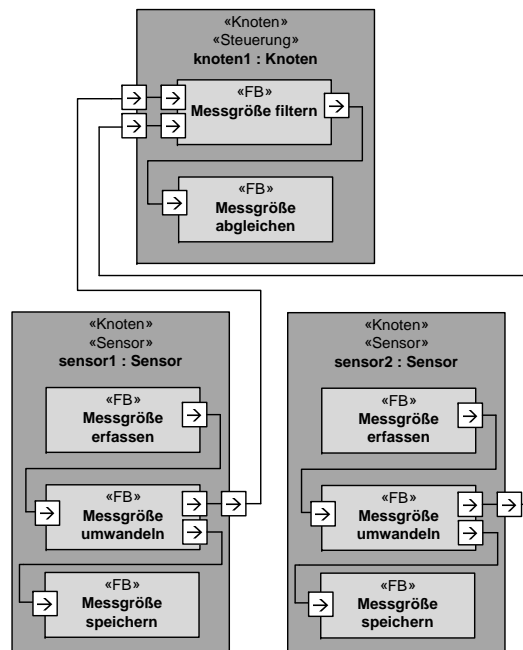 «Knoten»
«Steuerung»
knoten1 : Knoten
«FB»
Messgröße filtern
«FB»
Messgröße
abgleichen
«Knoten»
«Sensor»
sensor1 : Sensor
«FB»
Messgröße
erfassen
«FB»
Messgröße
umwandeln
«FB»
Messgröße
speichern
«Knoten»
«Sensor»
sensor2 : Sensor
«FB»
Messgröße
erfassen
«FB»
Messgröße
umwandeln
«FB»
Messgröße
speichern